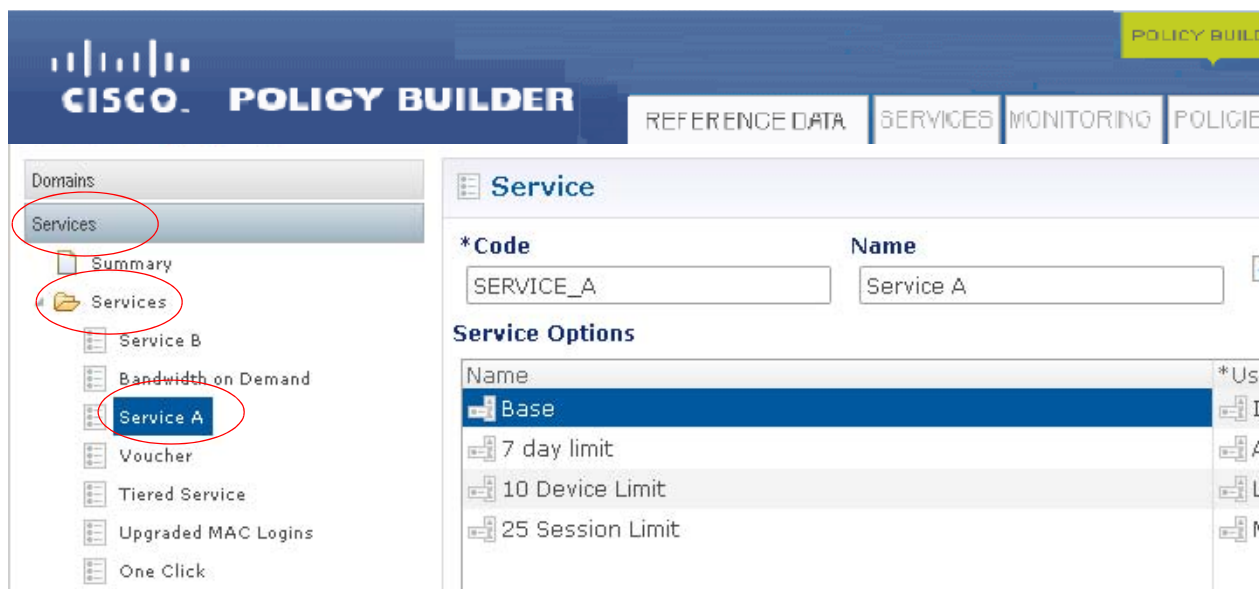 POLICY BUILD
CISCO. POLICY BUILDER
REFERENCE DATA SERVICES MONITORING POLICIE
Domains
Services
Summary
Services
Service B
Bandwidth on Demand
Service A
Voucher
Tiered Service
Upgraded MAC Logins
One Click
Service
*Code Name
SERVICE_A Service A
Service Options
Name *Us
Base
7 day limit
10 Device Limit
25 Session Limit